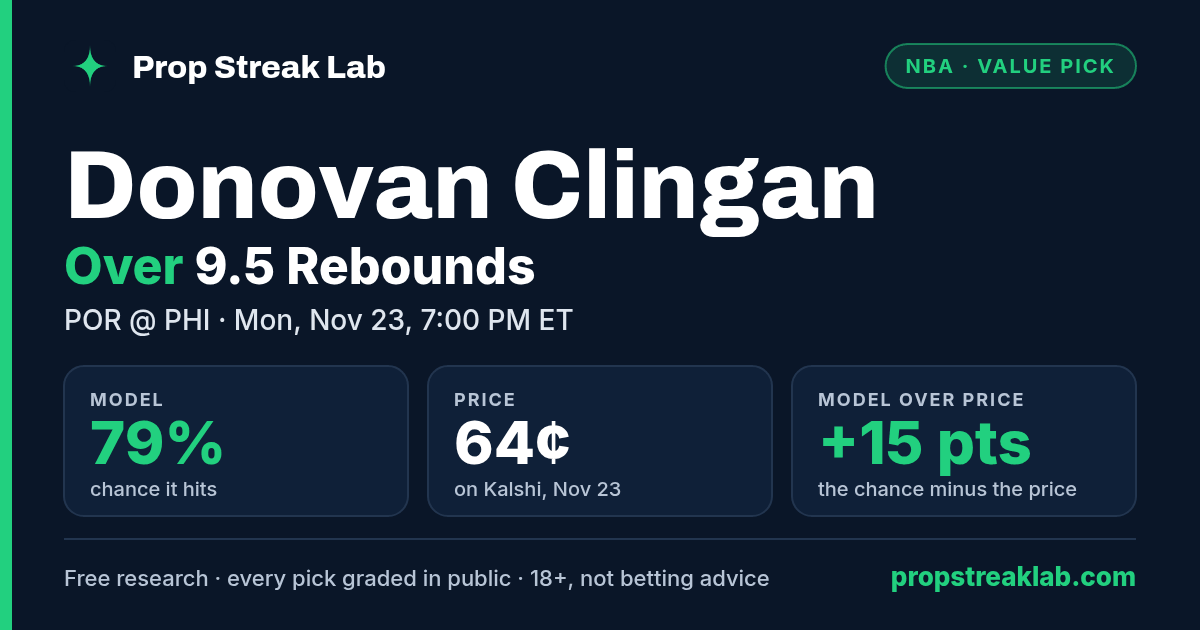 Prop Streak Lab
NBA · VALUE PICK
Donovan Clingan
Over 9.5 Rebounds
POR @ PHI · Mon, Nov 23, 7:00 PM ET
MODEL
79%
chance it hits
PRICE
64¢
on Kalshi, Nov 23
MODEL OVER PRICE
+15 pts
the chance minus the price
Free research · every pick graded in public · 18+, not betting advice
propstreaklab.com